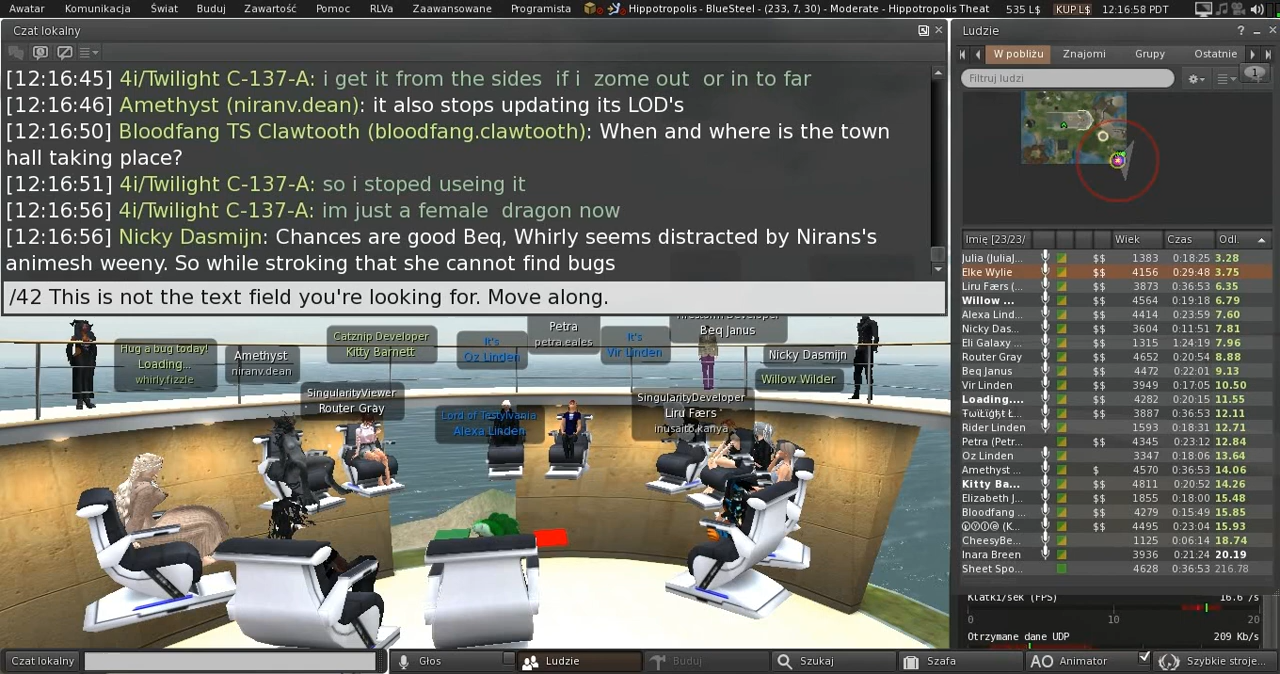 Awatar Komunikacja Świat Buduj Zawartość Pomoc RLVa Zaawansowane Programista Hippotropolis - BlueSteel - (233, 7, 30) - Moderate - Hippotropolis Theat 535 L$ KUP L$ 12:16:58 PDT
Czat lokalny
[12:16:45] 4i/Twilight C-137-A: i get it from the sides if i zome out or in to far
[12:16:46] Amethyst (niranv.dean): it also stops updating its LOD's
[12:16:50] Bloodfang TS Clawtooth (bloodfang.clawtooth): When and where is the town
hall taking place?
[12:16:51] 4i/Twilight C-137-A: so i stoped useing it
[12:16:56] 4i/Twilight C-137-A: im just a female dragon now
[12:16:56] Nicky Dasmijn: Chances are good Beq, Whirly seems distracted by Nirans's
animesh weeny. So while stroking that she cannot find bugs
/42 This is not the text field you're looking for. Move along.
Hug a bug today!
Loading...
whirly.fizzle
Amethyst
niranv.dean
Catznip Developer
Kitty Barnett
It's
Oz Linden
Petra
petra.eales
It's
Vir Linden
Firestorm Developer
Beq Janus
Nicky Dasmijn
Willow Wilder
SingularityViewer
Router Gray
Lord of Testylvania
Alexa Linden
SingularityDeveloper
Liru Færs
inusaito.kanya
Ludzie
W pobliżu Znajomi Grupy Ostatnie
Filtruj ludzi
1
Imię [23/23/ Wiek Czas Odl.
Julia (JuliaJ... $$ 1383 0:18:25 3.28
Elke Wylie $$ 4156 0:29:48 3.75
Liru Færs (... $$ 3873 0:36:53 6.35
Willow ... $$ 4564 0:19:18 6.79
Alexa Lind... $$ 4414 0:23:59 7.60
Nicky Das... $$ 3604 0:11:51 7.81
Eli Galaxy ... $$ 1315 1:24:19 7.96
Router Gray $$ 4652 0:20:54 8.88
Beq Janus $$ 4472 0:22:01 9.13
Vir Linden $$ 3949 0:17:05 10.50
Loading.... $$ 4282 0:20:15 11.55
$$ 3887 0:36:53 12.11
Rider Linden 1593 0:18:31 12.71
Petra (Petr... $$ 4345 0:23:12 12.84
Oz Linden 3347 0:18:06 13.64
Amethyst ... $ 4570 0:36:53 14.06
Kitty Ba... $$ 4811 0:20:52 14.26
Elizabeth J... 1855 0:18:00 15.48
Bloodfang ... $$ 4279 0:15:49 15.85
$$ 4495 0:23:04 15.93
CheesyBe... 1125 0:06:14 18.74
Inara Breen 3936 0:21:24 20.19
Sheet Spo... 4628 0:36:53 216.78
Klatki/sek (FPS) 16.6 /s
0 10 20
Otrzymane dane UDP 209 Kb/s
Czat lokalny Głos Ludzie Buduj Szukaj Szafa AO Animator Szybkie stroje...